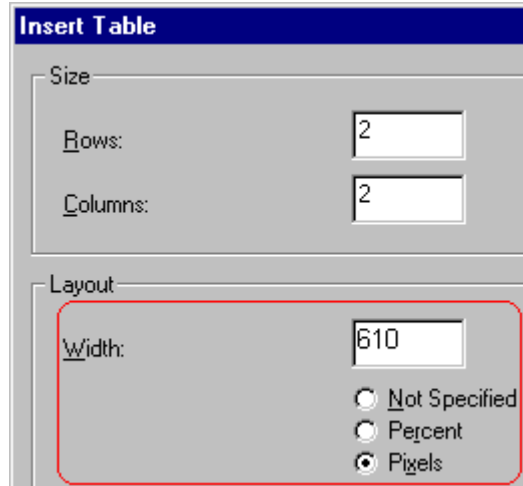 Insert Table
Size
Rows: 2
Columns: 2
Layout
Width: 610
Not Specified
Percent
Pixels